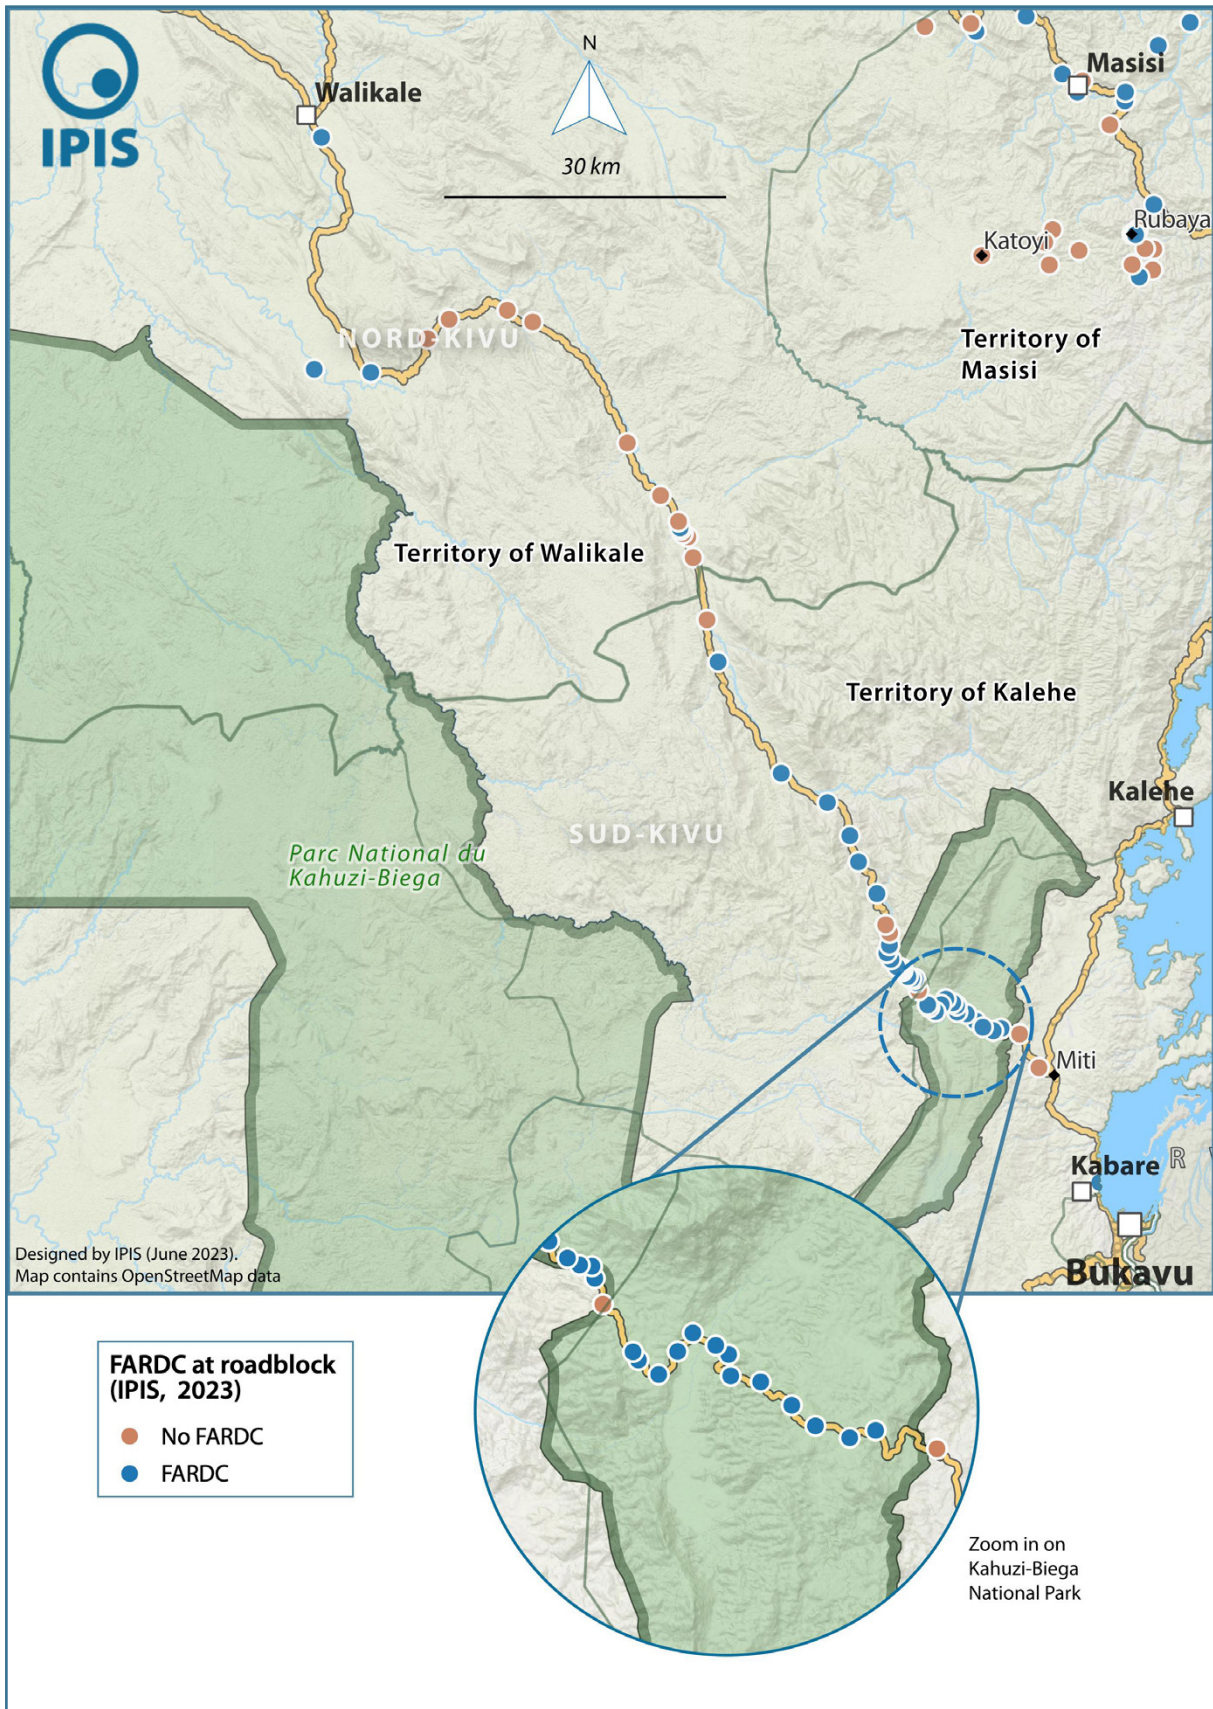 IPIS
N
30 km
Walikale
Masisi
Rubaya
Katoyi
NORD-KIVU
Territory of
Masisi
Territory of Walikale
Territory of Kalehe
Kalehe
SUD-KIVU
Parc National du
Kahuzi-Biega
Miti
Kabare
R
Bukavu
Designed by IPIS (June 2023).
Map contains OpenStreetMap data
FARDC at roadblock
(IPIS, 2023)
No FARDC
FARDC
Zoom in on
Kahuzi-Biega
National Park